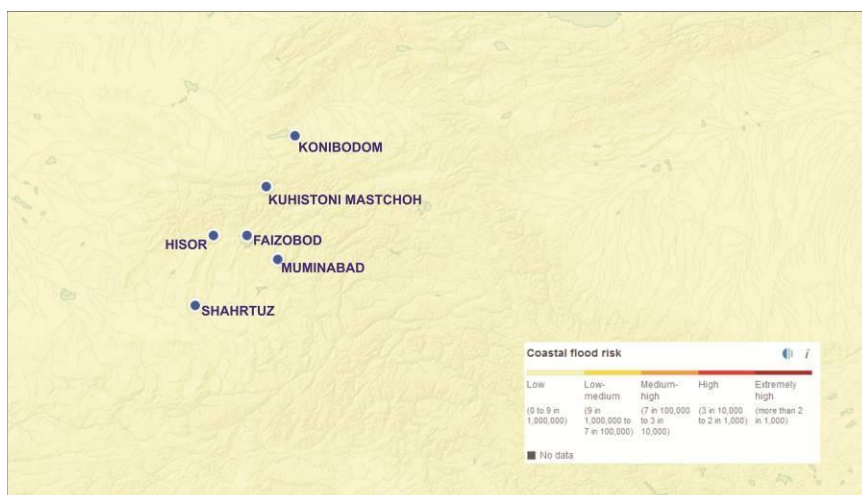 KONIBODOM
KUHISTONI MASTCHOH
HISOR
FAIZOBOD
MUMINABAD
SHAHRTUZ
Coastal flood risk
i
Low
Low-
medium
Medium-
high
High
Extremely
high
(0 to 9 in
1,000,000)
(9 in
1,000,000 to
7 in 100,000)
(7 in 100,000
to 3 in
10,000)
(3 in 10,000
to 2 in 1,000)
(more than 2
in 1,000)
No data